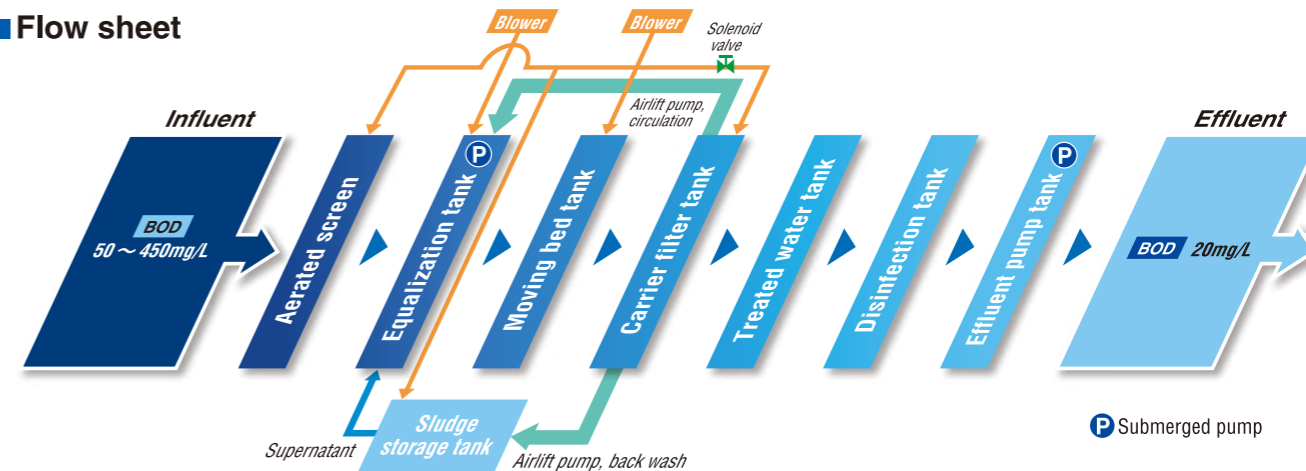 Flow sheet
Blower
Blower
Solenoid
valve
Airlift pump,
circulation
Influent
Effluent
BOD
50～450mg/L
Aerated screen
Equalization tank
P
Moving bed tank
Carrier filter tank
Treated water tank
Disinfection tank
Effluent pump tank
P
BOD 20mg/L
Supernatant
Sludge
storage tank
Airlift pump, back wash
P Submerged pump